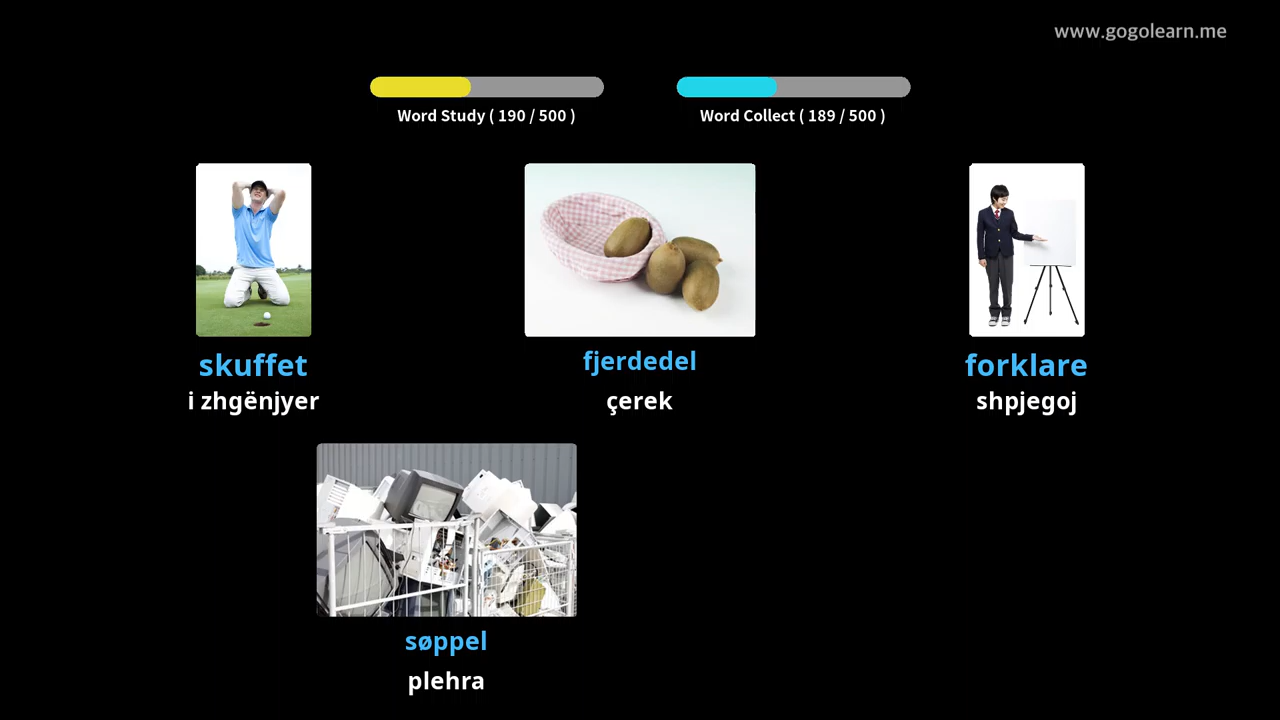 www.gogolearn.me
Word Study ( 190 / 500 )
Word Collect ( 189 / 500 )
skuffet
i zhgënjyer
fjerdedel
çerek
forklare
shpjegoj
søppel
plehra